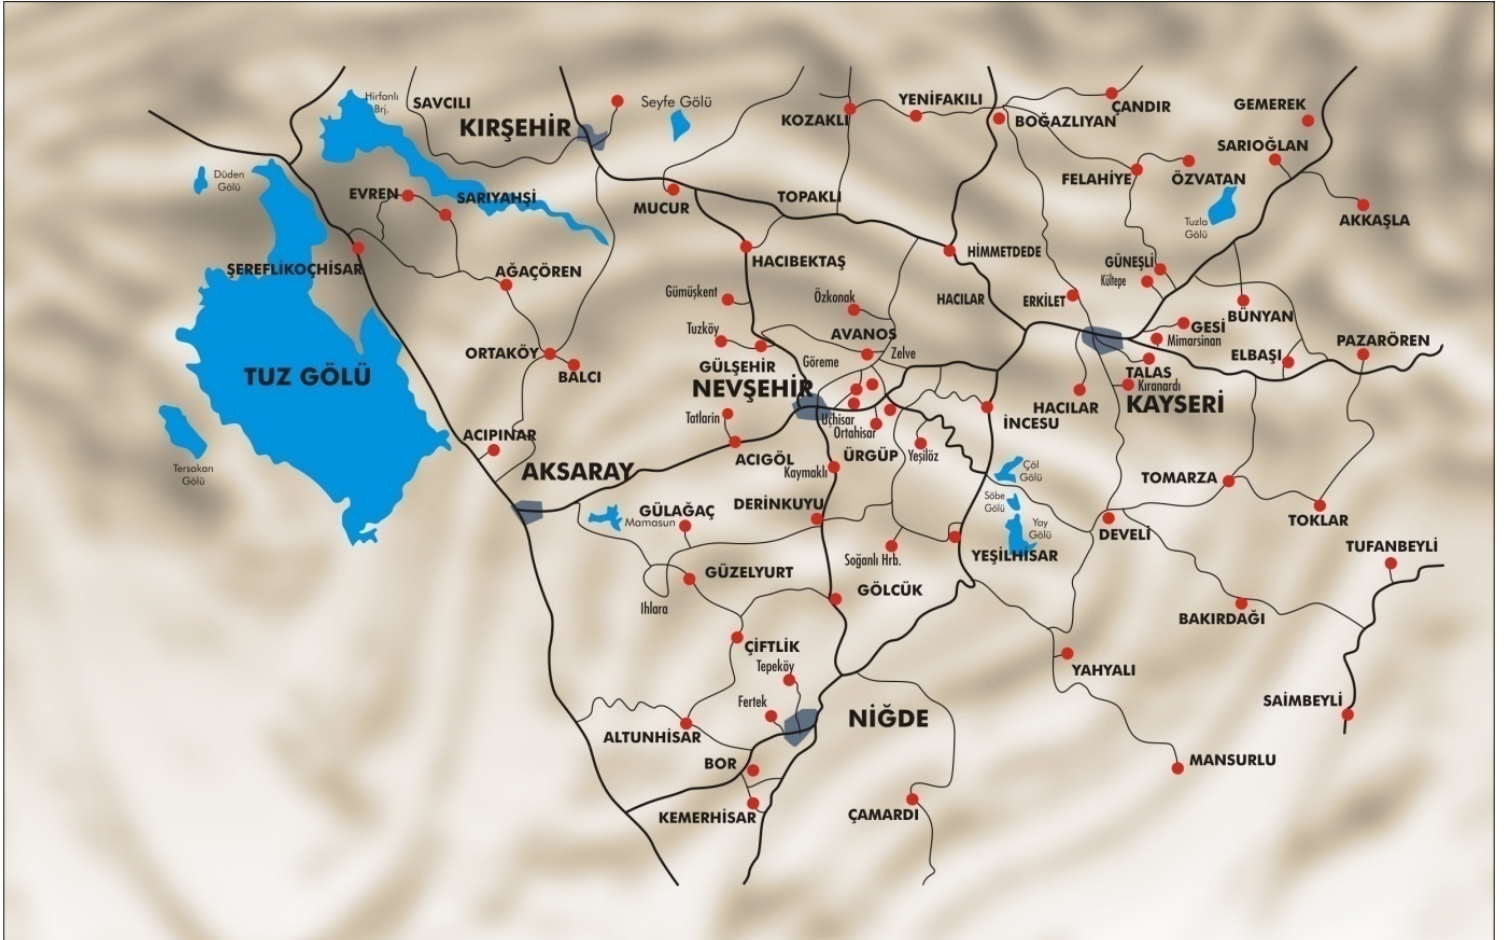 Hirfanlı
Brj.
SAVCILI
KIRŞEHİR
Seyfe Gölü
KOZAKLI
YENİFAKILI
BOĞAZLIYAN
ÇANDIR
GEMEREK
SARIOĞLAN
Düden
Gölü
EVREN
SARIYAHŞİ
MUCUR
TOPAKLI
FELAHİYE
ÖZVATAN
Tuzla
Gölü
AKKAŞLA
ŞEREFLİKOÇHİSAR
AĞAÇÖREN
HACIBEKTAŞ
HİMMETDEDE
GÜNEŞLİ
Kültepe
Gümüşkent
Özkonak
HACILAR
ERKİLET
BÜNYAN
Tuzköy
AVANOS
GESİ
Mimarsinan
PAZARÖREN
ORTAKÖY
BALCI
GÜLŞEHİR
Göreme
Zelve
ELBAŞI
TUZ GÖLÜ
NEVŞEHİR
TALAS
Kıranardı
HACILAR
KAYSERİ
Tatlarin
Uçhisar
Ortahisar
İNCESU
ACIPINAR
AKSARAY
ACIGÖL
Kaymaklı
ÜRGÜP
Yeşilöz
Tersakan
Gölü
Çöl
Gölü
TOMARZA
GÜLAĞAÇ
Mamasun
DERİNKUYU
Söbe
Gölü
Yay
Gölü
DEVELİ
TOKLAR
Soğanlı Hrb.
YEŞİLHİSAR
TUFANBEYLİ
GÜZELYURT
Ihlara
GÖLCÜK
BAKIRDAĞI
ÇİFTLİK
Tepeköy
YAHYALI
Fertek
NİĞDE
SAİMBEYLİ
ALTUNHİSAR
BOR
MANSURLU
KEMERHİSAR
ÇAMARDI